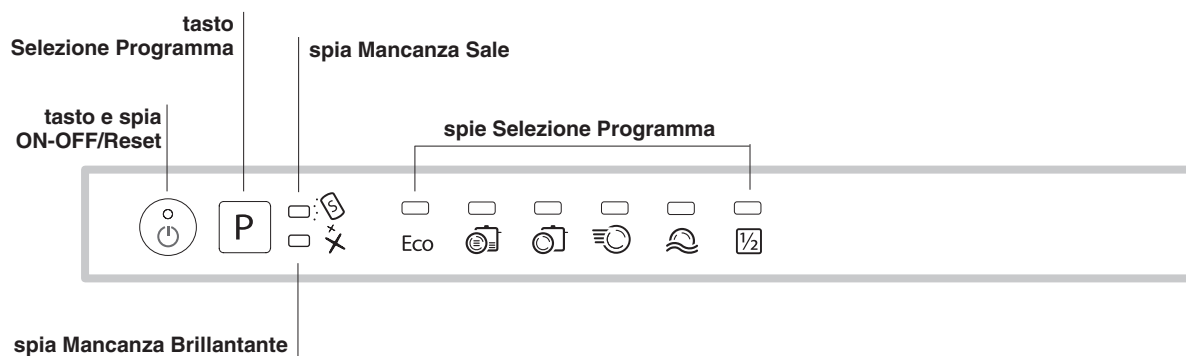 tasto
Selezione Programma
spia Mancanza Sale
tasto e spia
ON-OFF/Reset
spie Selezione Programma
P
S
Eco
1/2
spia Mancanza Brillantante